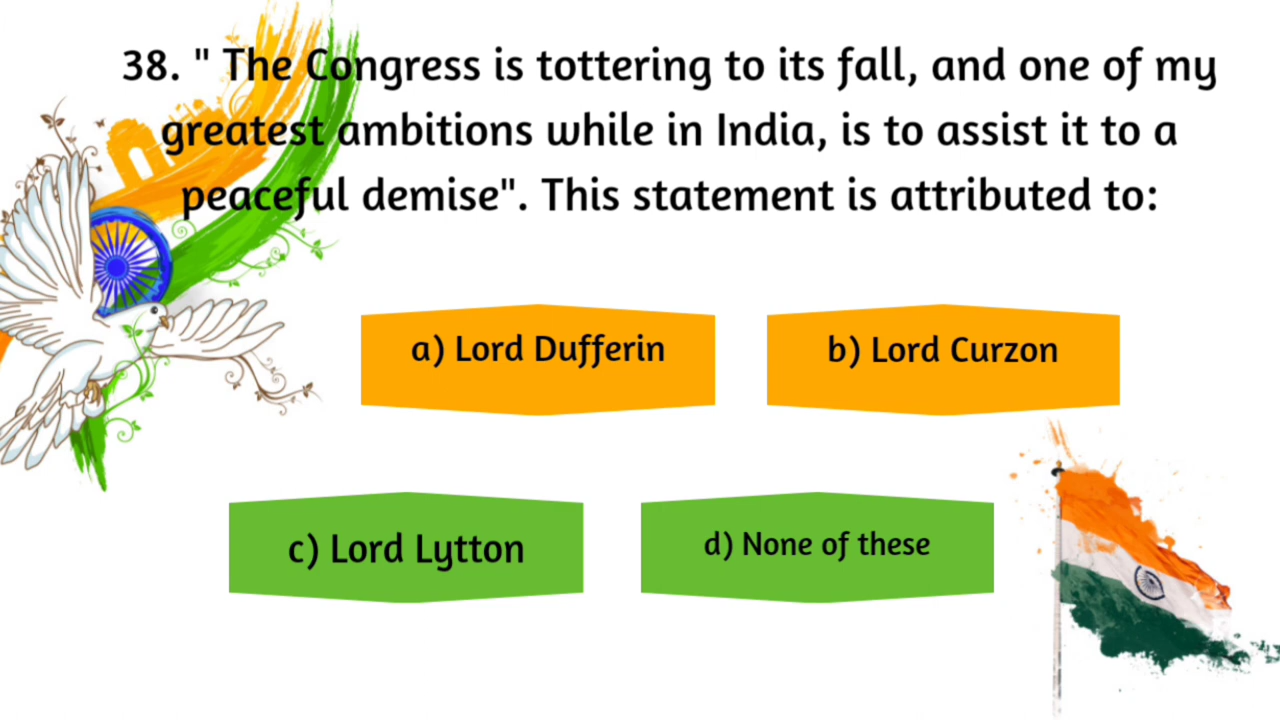 38. " The Congress is tottering to its fall, and one of my
greatest ambitions while in India, is to assist it to a
peaceful demise". This statement is attributed to:
a) Lord Dufferin
b) Lord Curzon
c) Lord Lytton
d) None of these